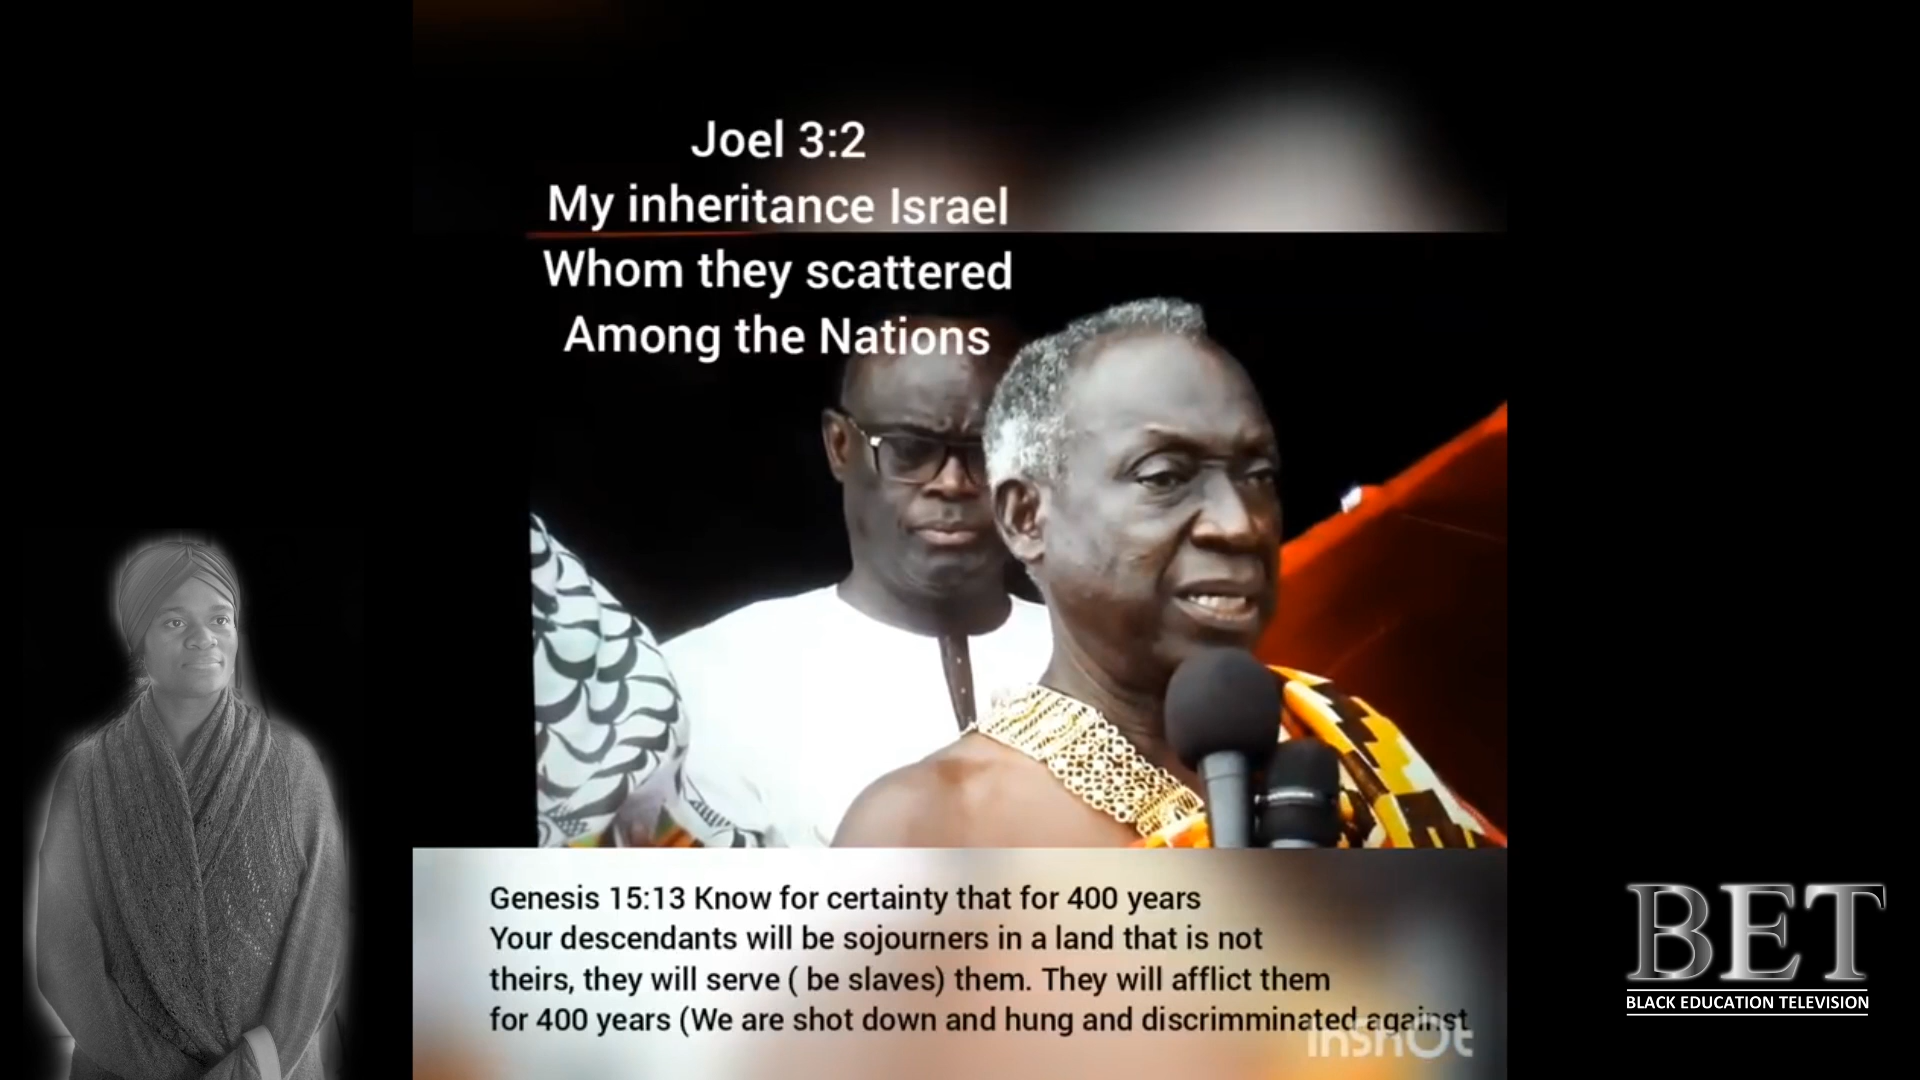 Joel 3:2
My inheritance Israel
Whom they scattered
Among the Nations
Genesis 15:13 Know for certainty that for 400 years
Your descendants will be sojourners in a land that is not
theirs, they will serve ( be slaves) them. They will afflict them
for 400 years (We are shot down and hung and discrimminated against
InShOt
BET
BLACK EDUCATION TELEVISION